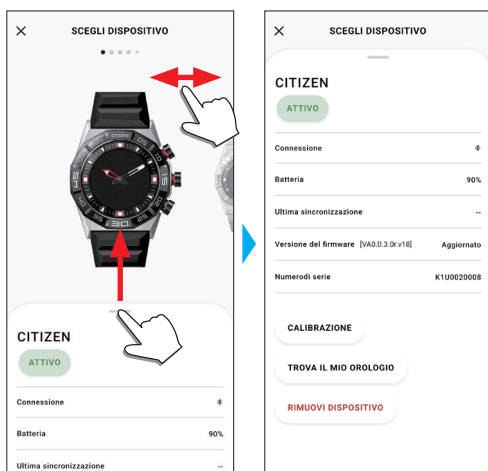 SCEGLI DISPOSITIVO
CITIZEN
ATTIVO
Connessione
Batteria 90%
Ultima sincronizzazione --
SCEGLI DISPOSITIVO
CITIZEN
ATTIVO
Connessione
Batteria 90%
Ultima sincronizzazione --
Versione del firmware [VA0.0.3.0r.v18] Aggiornato
Numerodi serie K1U0020008
CALIBRAZIONE
TROVA IL MIO OROLOGIO
RIMUOVI DISPOSITIVO